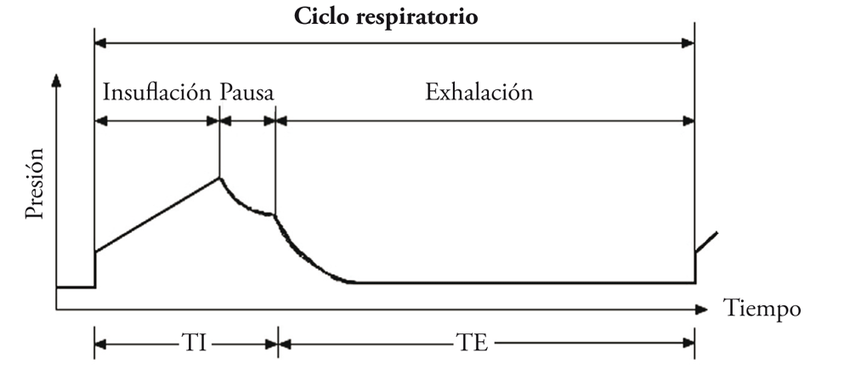 Ciclo respiratorio
Insuflación Pausa
Exhalación
Presión
Tiempo
TI
TE